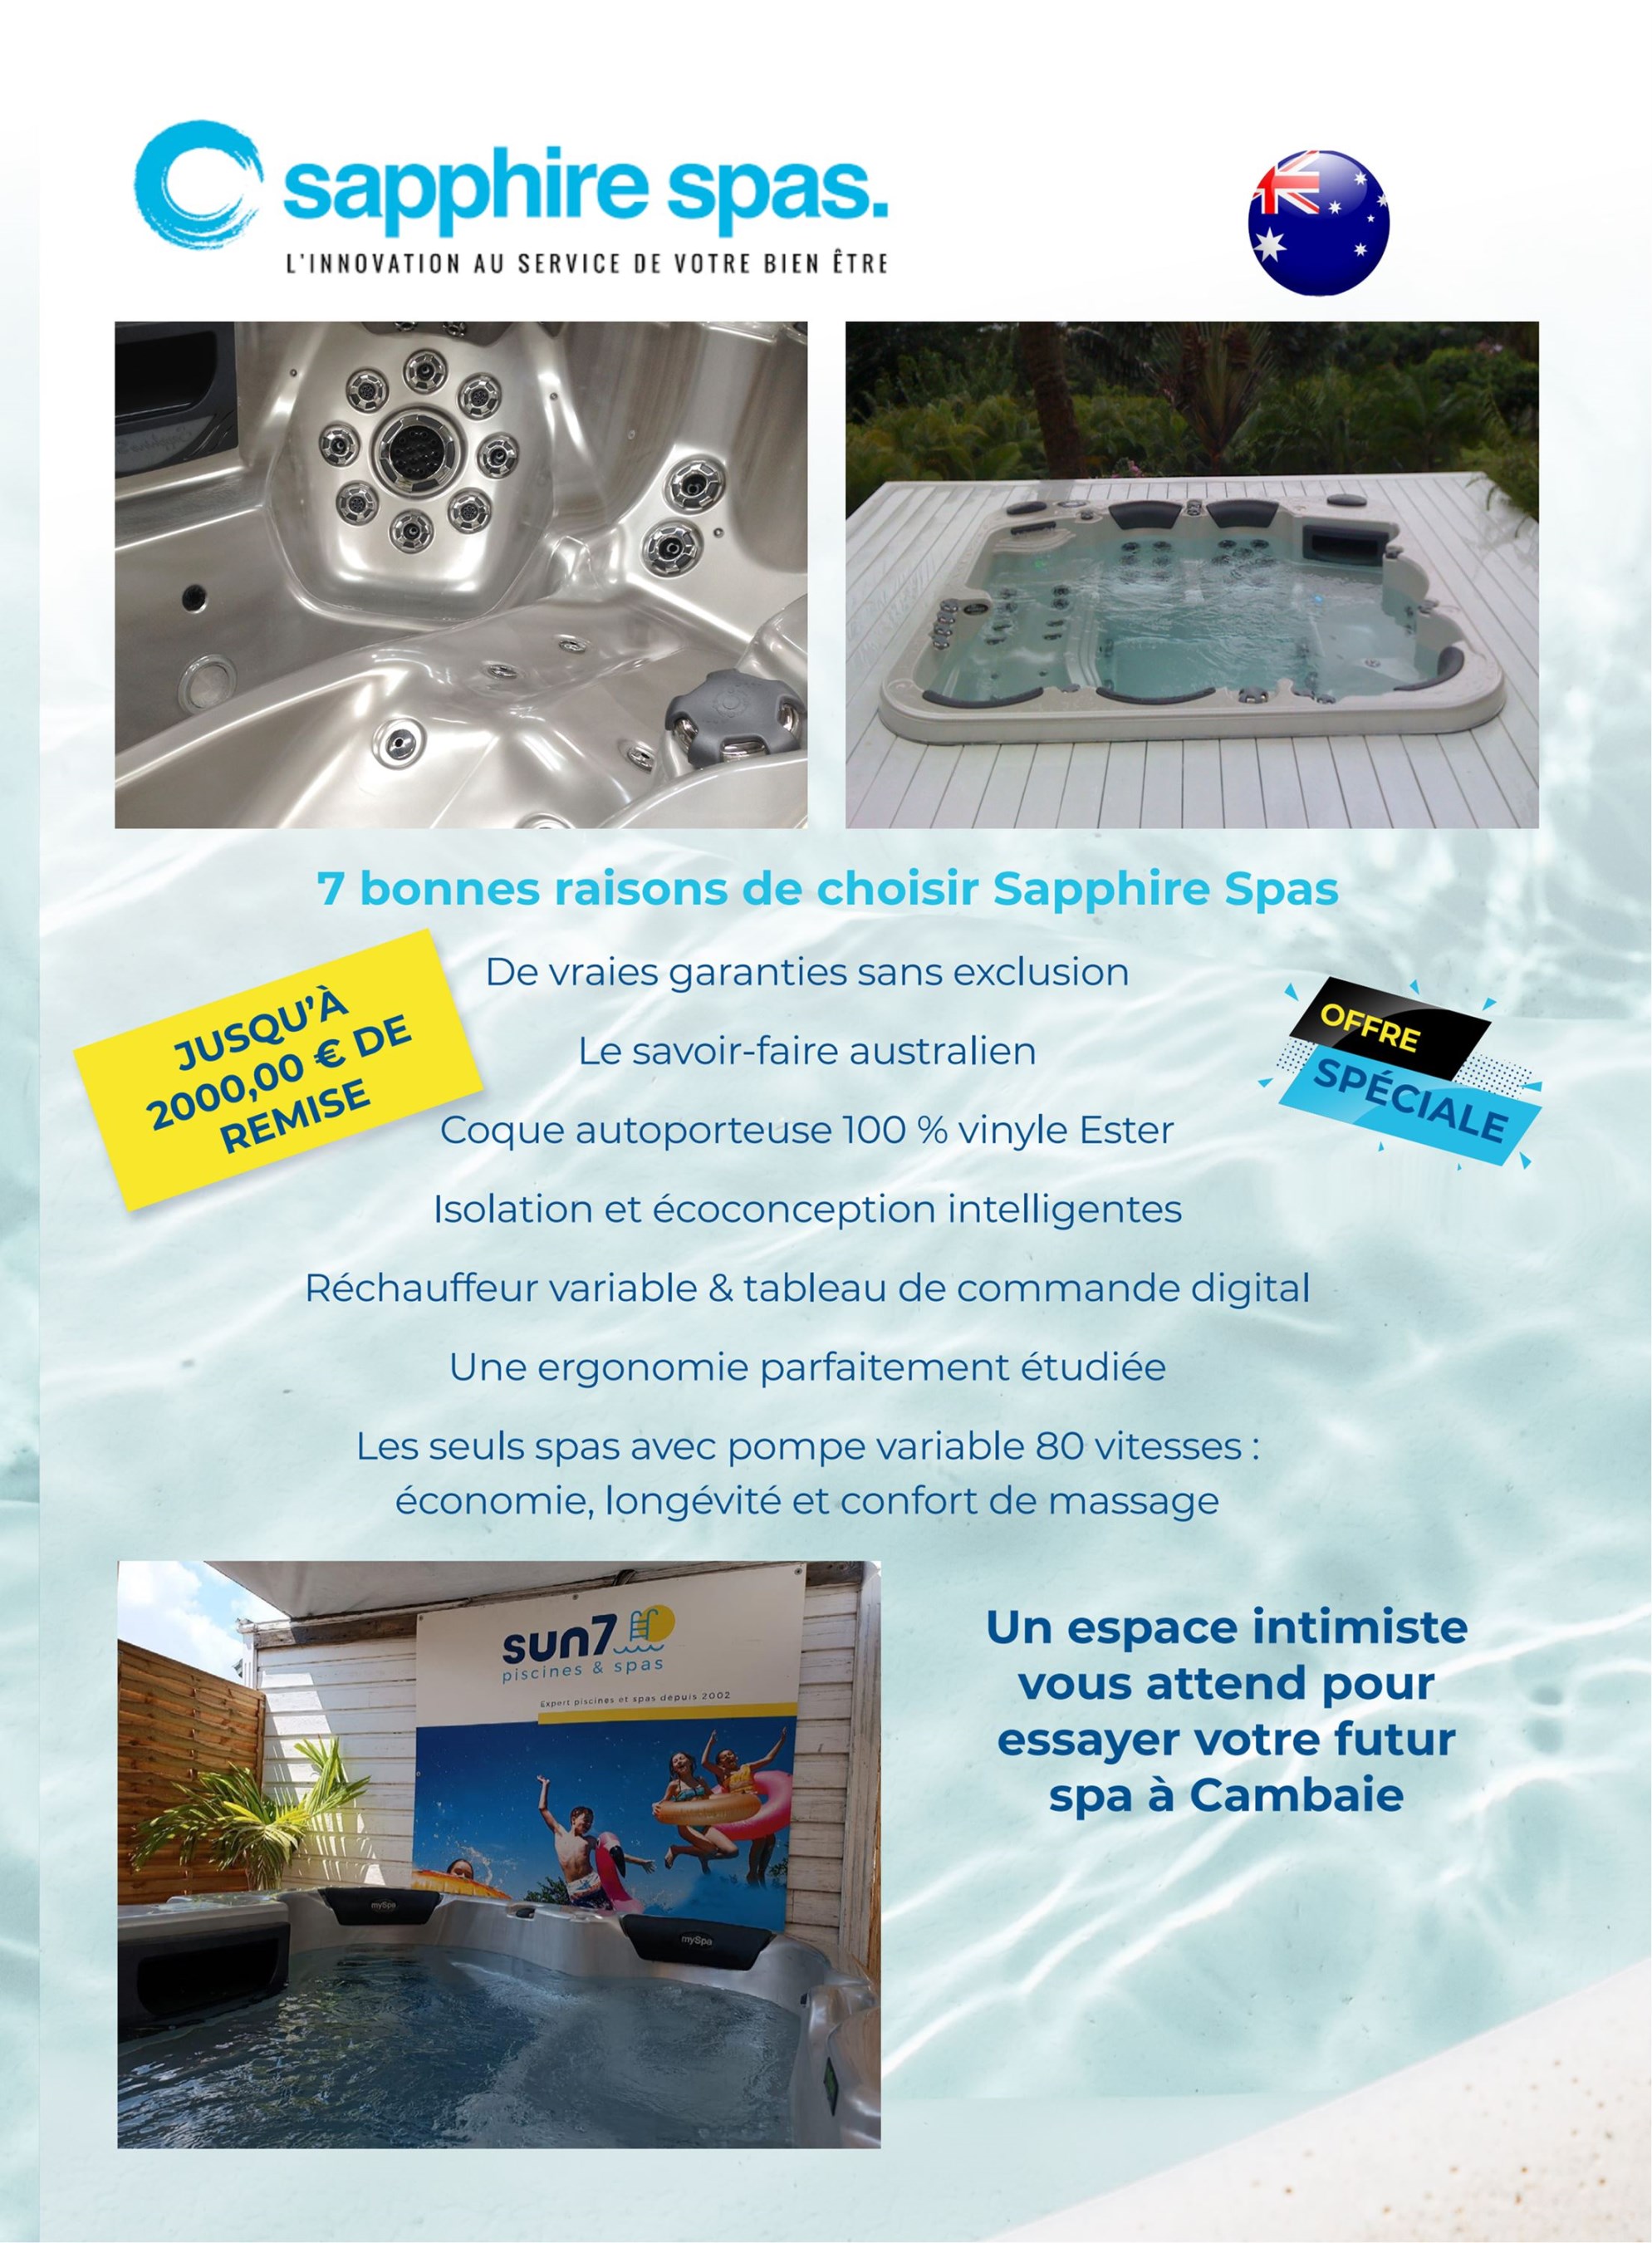 sapphire spas.
L'INNOVATION AU SERVICE DE VOTRE BIEN ÊTRE
7 bonnes raisons de choisir Sapphire Spas
JUSQU'À
2000,00 € DE
REMISE
OFFRE
SPÉCIALE
De vraies garanties sans exclusion
Le savoir-faire australien
Coque autoporteuse 100 % vinyle Ester
Isolation et écoconception intelligentes
Réchauffeur variable & tableau de commande digital
Une ergonomie parfaitement étudiée
Les seuls spas avec pompe variable 80 vitesses :
économie, longévité et confort de massage
sun7
piscines & spas
Expert piscines et spas depuis 2002
mySpa
mySpa
Un espace intimiste
vous attend pour
essayer votre futur
spa à Cambaie